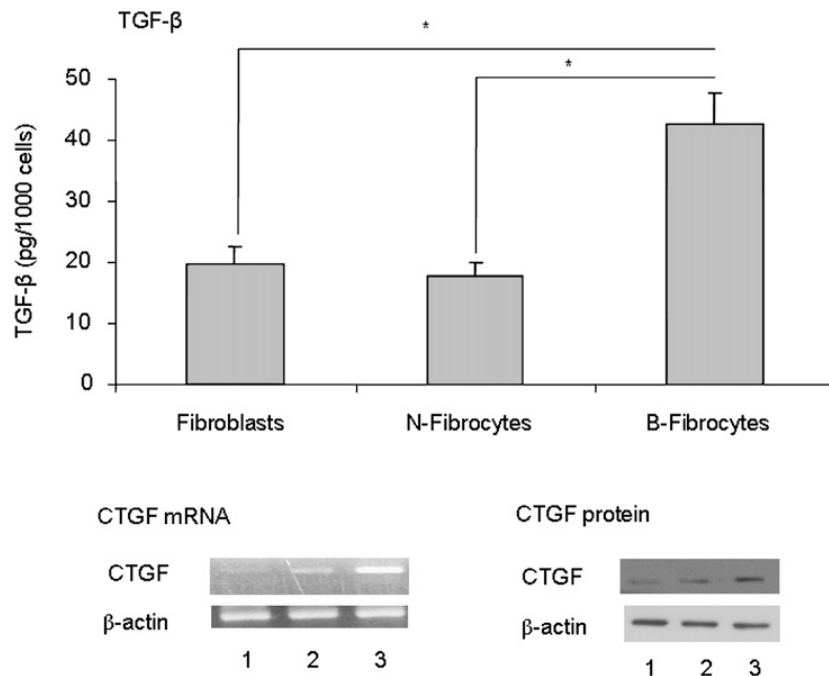 TGF-β
*
*
50
40
30
20
10
0
TGF-β (pg/1000 cells)
Fibroblasts N-Fibrocytes B-Fibrocytes
CTGF mRNA
CTGF
β-actin
1 2 3
CTGF protein
CTGF
β-actin
1 2 3